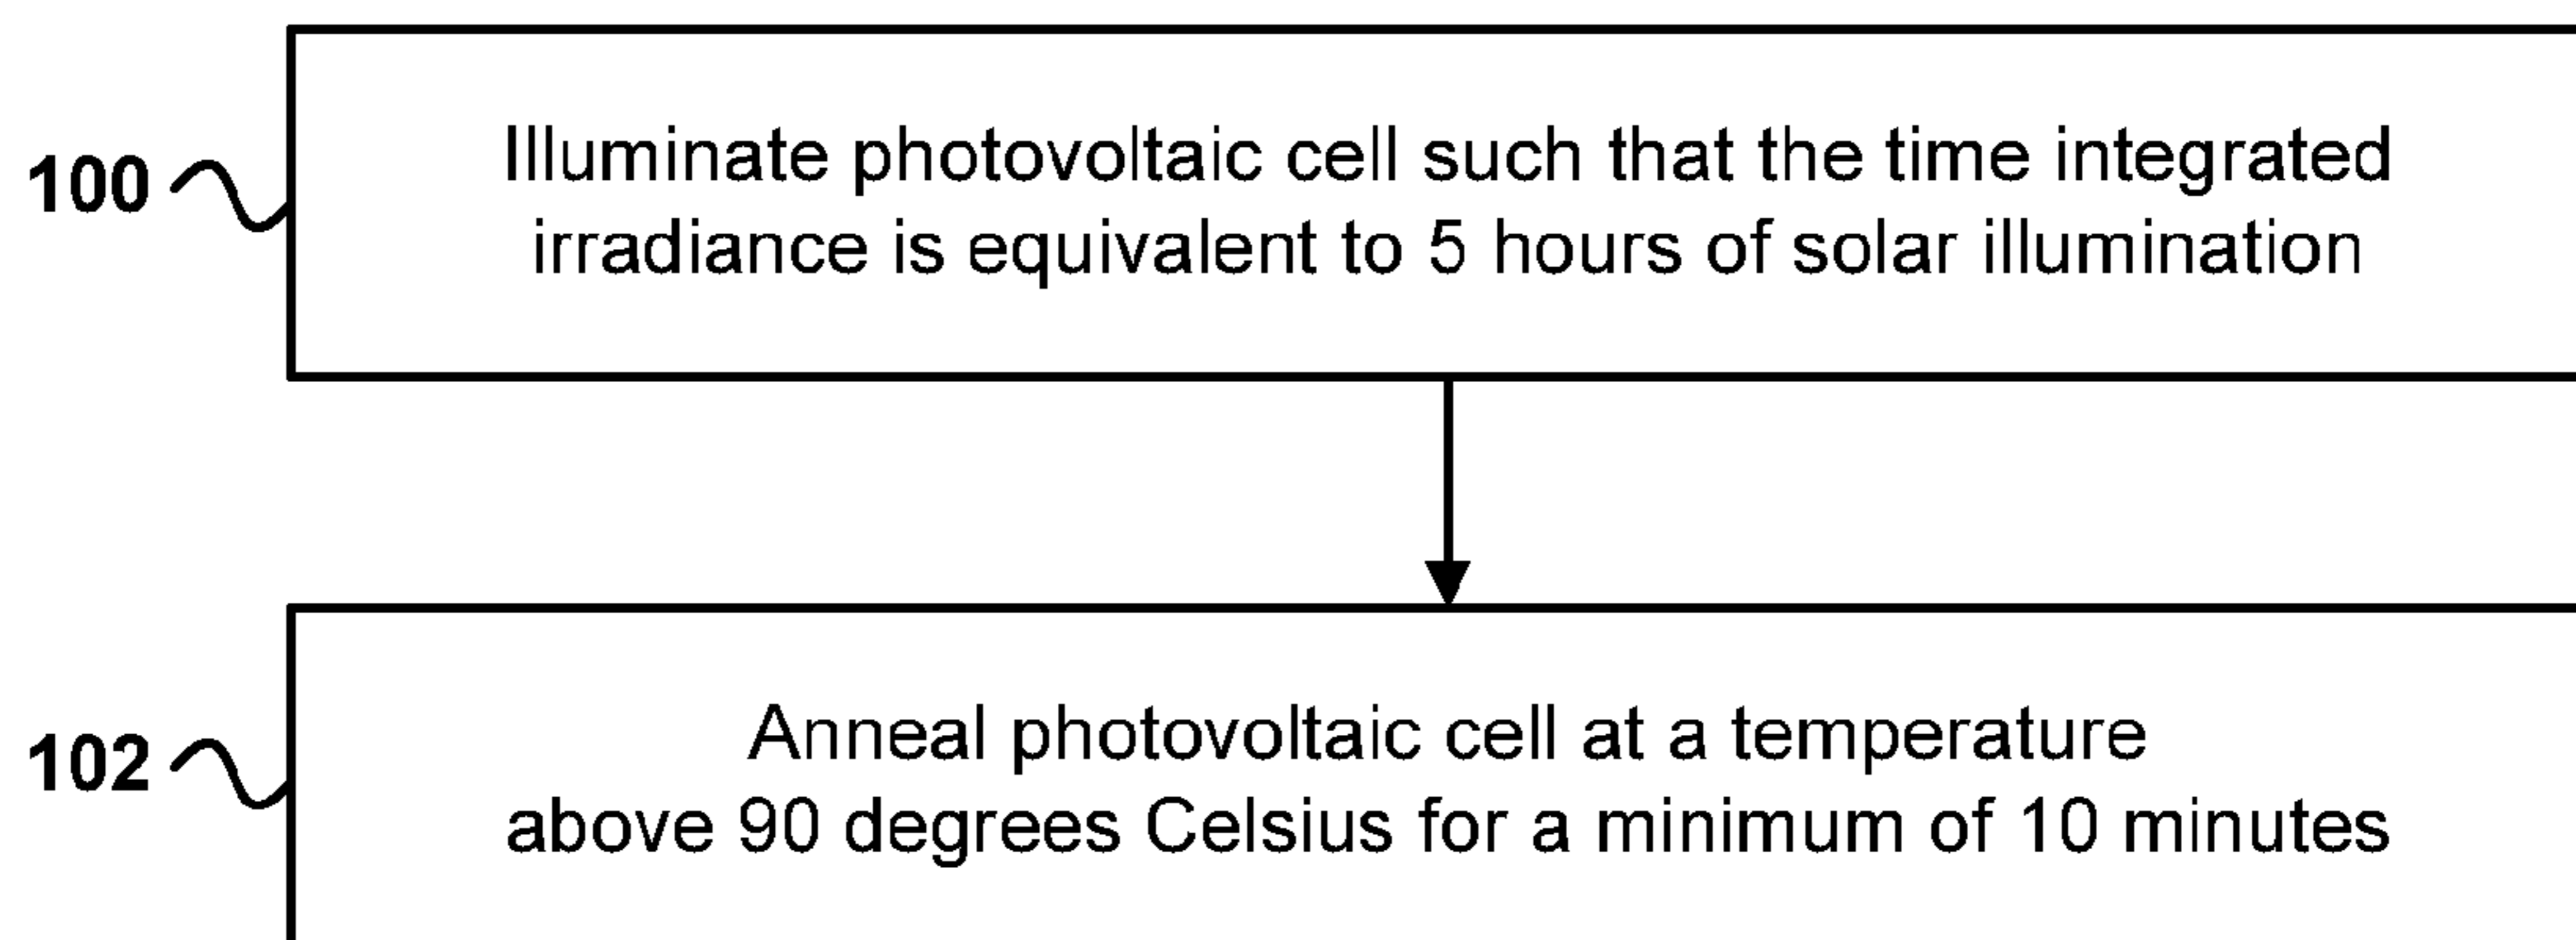 100
Illuminate photovoltaic cell such that the time integrated
irradiance is equivalent to 5 hours of solar illumination
102
Anneal photovoltaic cell at a temperature
above 90 degrees Celsius for a minimum of 10 minutes